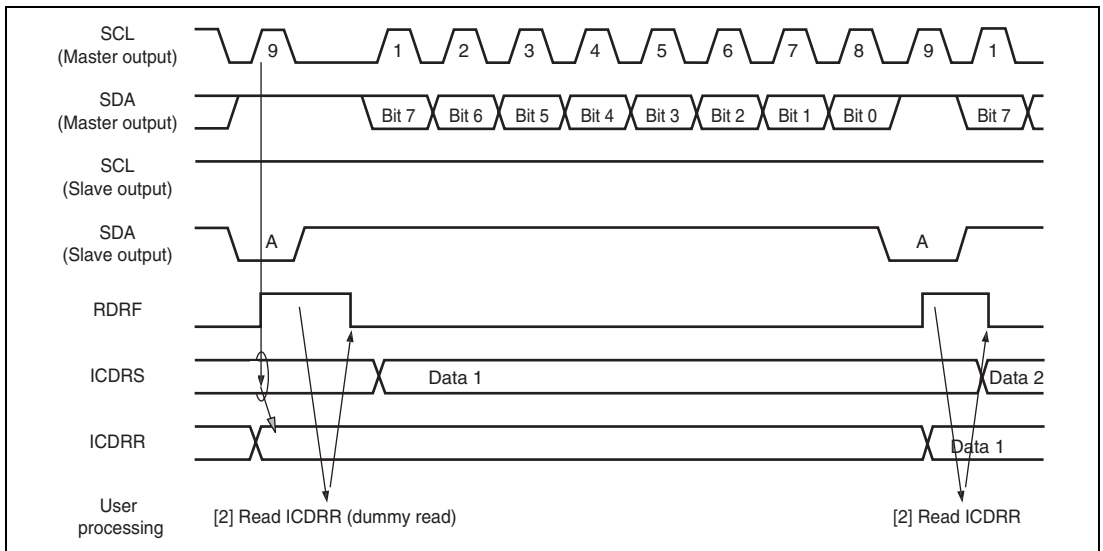 SCL
(Master output)
9 1 2 3 4 5 6 7 8 9 1
SDA
(Master output)
Bit 7 Bit 6 Bit 5 Bit 4 Bit 3 Bit 2 Bit 1 Bit 0 Bit 7
SCL
(Slave output)
SDA
(Slave output)
A A
RDRF
ICDRS
Data 1 Data 2
ICDRR
Data 1
User
processing
[2] Read ICDRR (dummy read) [2] Read ICDRR